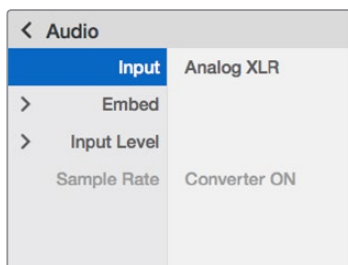 Audio
Input Analog XLR
Embed
Input Level
Sample Rate Converter ON